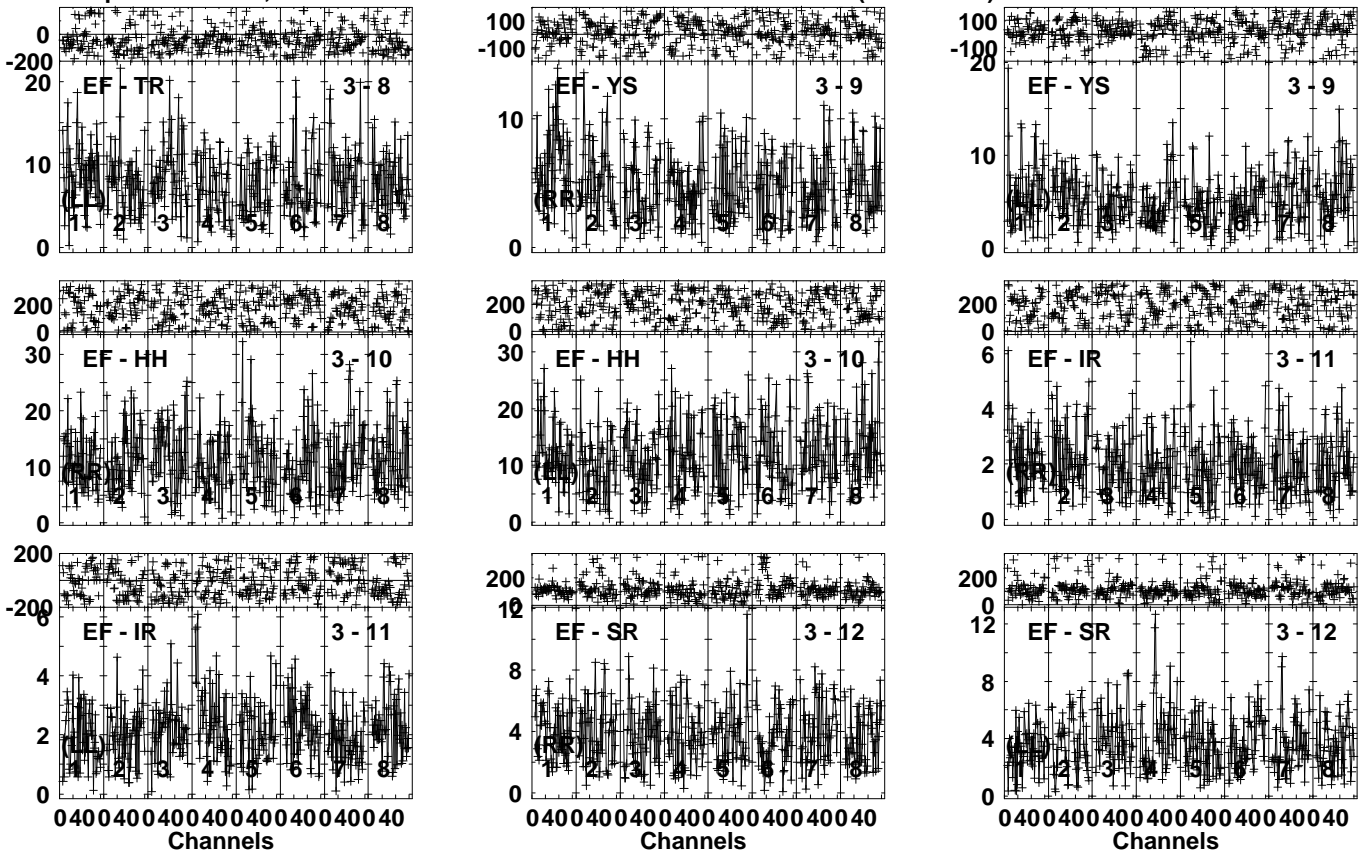 0 100 100
-200 -100 -100
20 EF - TR 3 - 8 EF - YS 3 - 9 20 EF - YS 3 - 9
10 10 10
(LL) (RR) (LL)
1 2 3 4 5 6 7 8 1 2 3 4 5 6 7 8 1 2 3 4 5 6 7 8
0 0 0
200 200 200
0 0 0
30 EF - HH 3 - 10 30 EF - HH 3 - 10 6 EF - IR 3 - 11
20 20 4
10 (RR) 10 (LL) 2 (RR)
1 2 3 4 5 6 7 8 1 2 3 4 5 6 7 8 1 2 3 4 5 6 7 8
0 0 0
200 200 200
-200 0 0
6 EF - IR 3 - 11 12 EF - SR 3 - 12 12 EF - SR 3 - 12
4 8 8
2 (LL) 4 (RR) 4 (LL)
1 2 3 4 5 6 7 8 1 2 3 4 5 6 7 8 1 2 3 4 5 6 7 8
0 0 0
0 40 0 40 0 40 0 40 0 40 0 40 0 40 0 40 0 40 0 40 0 40 0 40 0 40 0 40 0 40 0 40 0 40 0 40 0 40 0 40 0 40 0 40 0 40 0 40
Channels Channels Channels